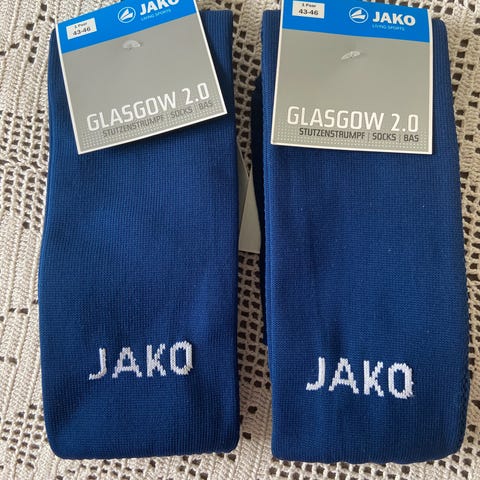 1 Paar
43-46
JAKO
LIVING SPORTS
GLASGOW 2.0
STUTZENSTRUMPF | SOCKS | BAS
JAKO
1 Paar
43-46
JAKO
LIVING SPORTS
GLASGOW 2.0
STUTZENSTRUMPF | SOCKS | BAS
JAKO